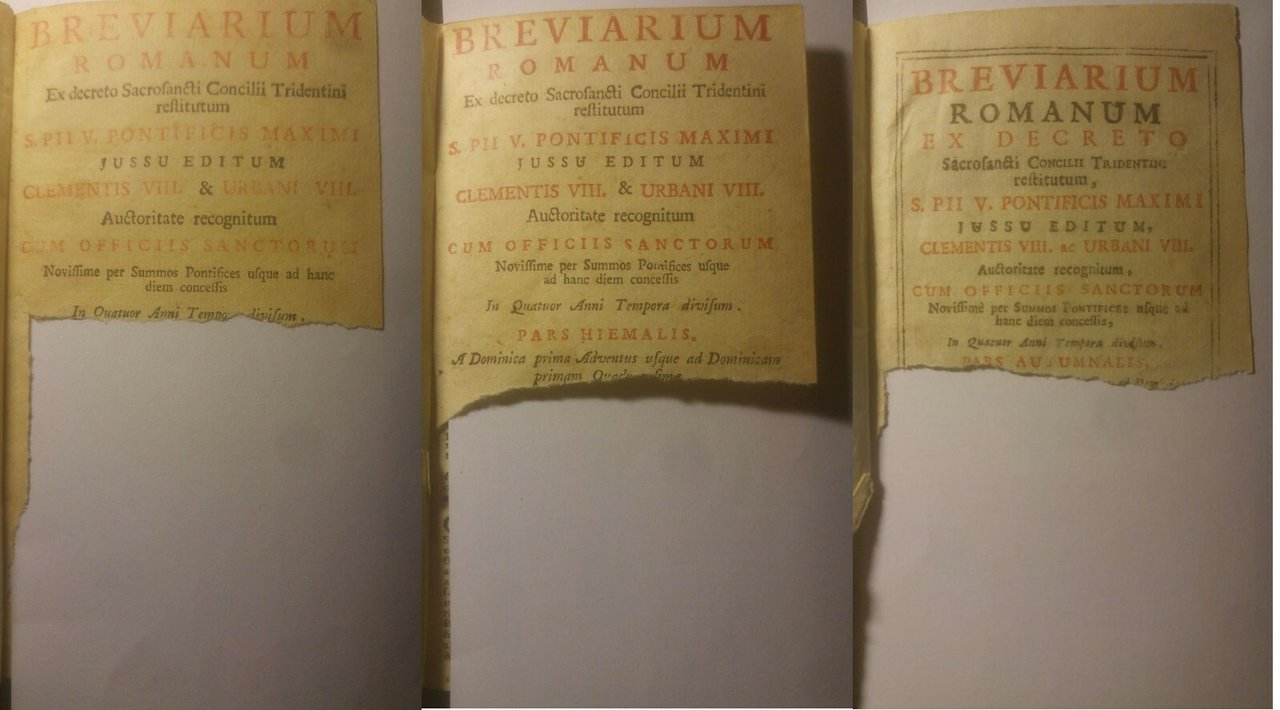 BREVIARIUM
ROMANUM
Ex decreto Sacrosancti Concilii Tridentini
restitutum
S. PII V. PONTIFICIS MAXIMI
JUSSU EDITUM
CLEMENTIS VIII. & URBANI VIII.
Auctoritate recognitum
CUM OFFICIIS SANCTORUM
Novissime per Summos Pontifices usque ad hanc
diem concessis
In Quatuor Anni Tempo divisum.
BREVIARIUM
ROMANUM
Ex decreto Sacrosancti Concilii Tridentini
restitutum
S. PII V. PONTIFICIS MAXIMI
JUSSU EDITUM
CLEMENTIS VIII. & URBANI VIII.
Auctoritate recognitum
CUM OFFICIIS SANCTORUM
Novissime per Summos Pontifices usque
ad hanc diem concessis
In Quatuor Anni Tempora divisum.
PARS HIEMALIS.
A Dominica prima Adventus usque ad Dominicam
primam
BREVIARIUM
ROMANUM
EX DECRETO
Sacrosancti CONCILII TRIDENTINI
restitutum,
S. PII V. PONTIFICIS MAXIMI
JUSSU EDITUM,
CLEMENTIS VIII. ac URBANI VIII.
Auctoritate recognitum,
CUM OFFICIIS SANCTORUM
Novissimè per SUMMOS PONTIFICES usque ad
hanc diem concessis,
In Quatuor Anni Tempora divisum.
PARS AUTUMNALIS,
ad